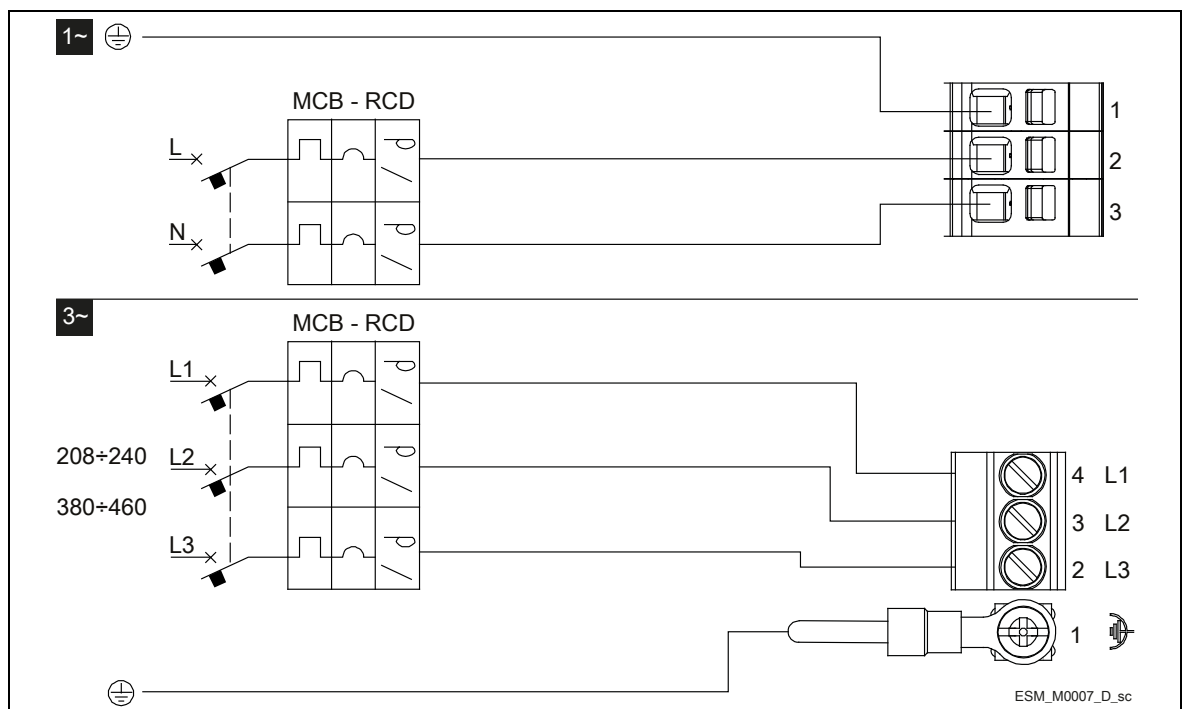 1~
MCB - RCD
L
N
1
2
3
3~
MCB - RCD
L1
208÷240 L2
380÷460
L3
4 L1
3 L2
2 L3
1
ESM_M0007_D_sc